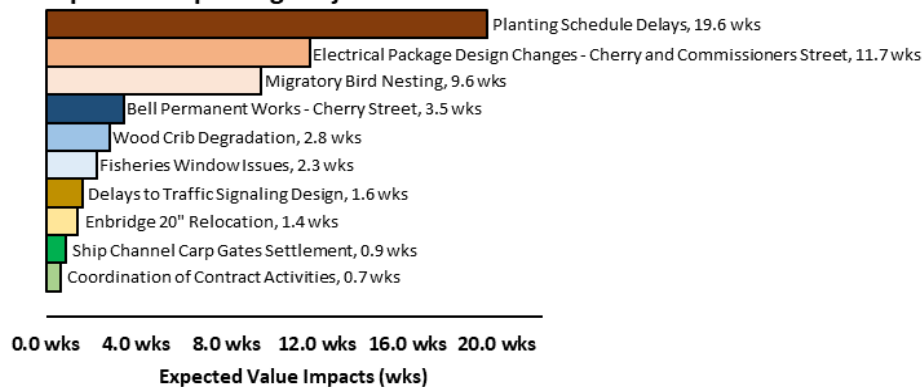 Planting Schedule Delays, 19.6 wks
Electrical Package Design Changes - Cherry and Commissioners Street, 11.7 wks
Migratory Bird Nesting, 9.6 wks
Bell Permanent Works - Cherry Street, 3.5 wks
Wood Crib Degradation, 2.8 wks
Fisheries Window Issues, 2.3 wks
Delays to Traffic Signaling Design, 1.6 wks
Enbridge 20" Relocation, 1.4 wks
Ship Channel Carp Gates Settlement, 0.9 wks
Coordination of Contract Activities, 0.7 wks
0.0 wks 4.0 wks 8.0 wks 12.0 wks 16.0 wks 20.0 wks
Expected Value Impacts (wks)